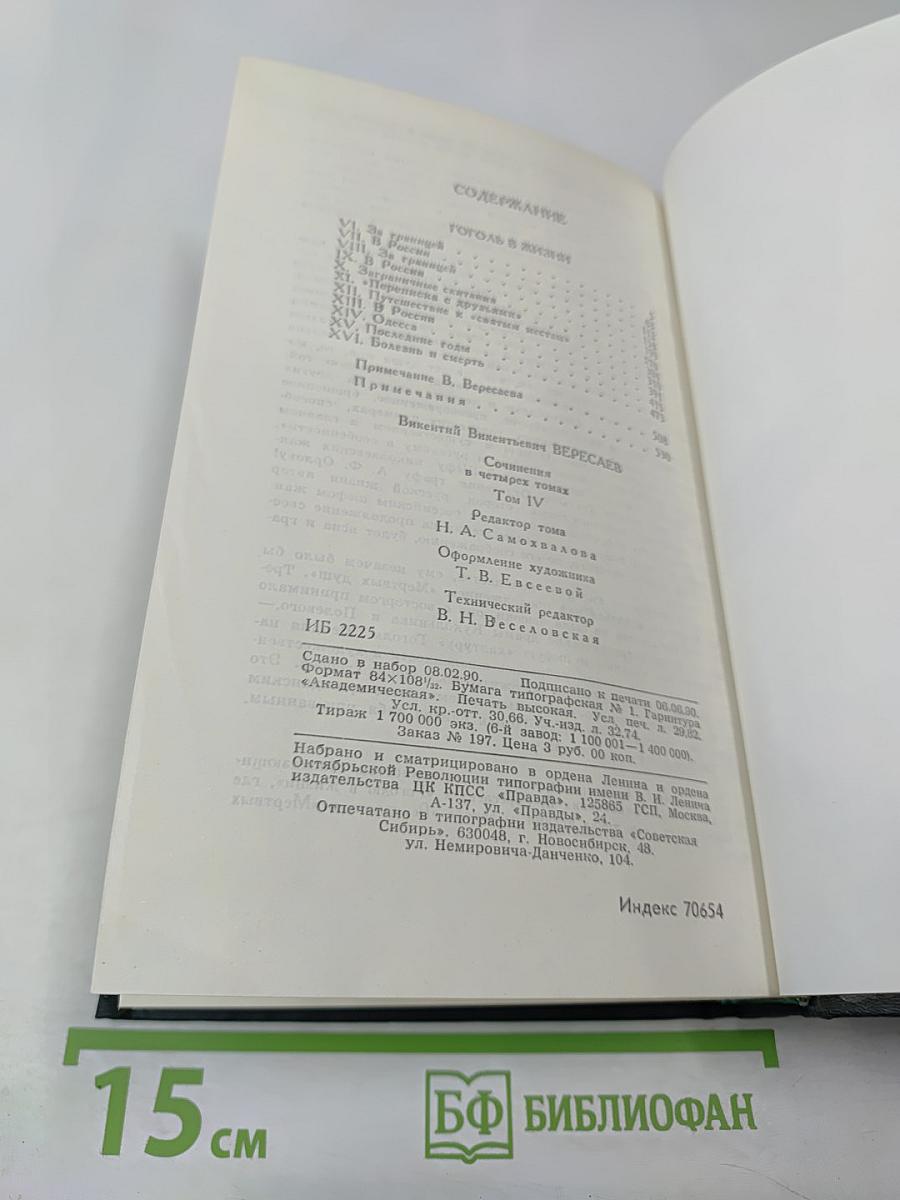 СОДЕРЖАНИЕ
ГОГОЛЬ В ЖИЗНИ
VI. За границей
VII. В России
VIII. За границей
IX. В России
X. Заграничные скитания
XI. «Переписка с друзьями»
XII. Путешествие к «святым местам»
XIII. В России
XIV. Одесса
XV. Последние годы
XVI. Болезнь и смерть
Примечание В. Вересаева 508
Примечания 530
Викентий Викентьевич ВЕРЕСАЕВ
Сочинения
в четырех томах
Том IV
Редактор тома
Н. А. Самохвалова
Оформление художника
Т. В. Евсеевой
Технический редактор
В. Н. Веселовская
ИБ 2225
Сдано в набор 08.02.90. Подписано к печати 06.06.90.
Формат 84×108¹/₃₂. Бумага типографская № 1. Гарнитура
«Академическая». Печать высокая. Усл. печ. л. 29,82.
Усл. кр.-отт. 30,66. Уч.-изд. л. 32,74.
Тираж 1 700 000 экз. (6-й завод: 1 100 001—1 400 000).
Заказ № 197. Цена 3 руб. 00 коп.
Набрано и сматрицировано в ордена Ленина и ордена
Октябрьской Революции типографии имени В. И. Ленина
издательства ЦК КПСС «Правда». 125865 ГСП, Москва,
А-137, ул. «Правды», 24.
Отпечатано в типографии издательства «Советская
Сибирь». 630048, г. Новосибирск, 48.
ул. Немировича-Данченко, 104.
Индекс 70654
15 см
БФ БИБЛИОФАН